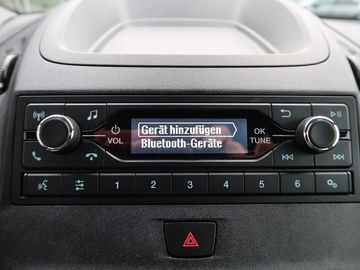 Gerät hinzufügen
Bluetooth-Geräte
VOL
OK
TUNE
1 2 3 4 5 6